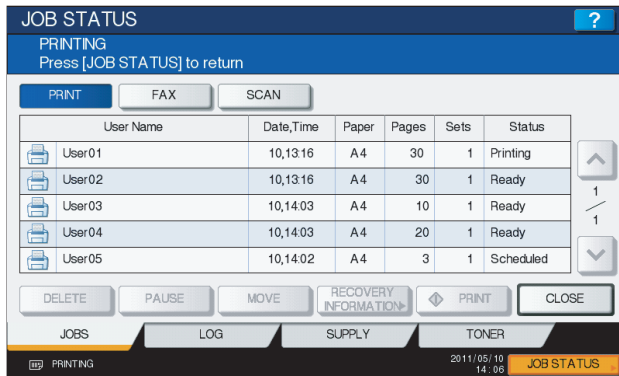 JOB STATUS ?
PRINTING
Press [JOB STATUS] to return
PRINT FAX SCAN
User Name Date,Time Paper Pages Sets Status
User01 10,13:16 A4 30 1 Printing
User02 10,13:16 A4 30 1 Ready
User03 10,14:03 A4 10 1 Ready
User04 10,14:03 A4 20 1 Ready
User05 10,14:02 A4 3 1 Scheduled
1
1
DELETE PAUSE MOVE RECOVERY INFORMATION PRINT CLOSE
JOBS LOG SUPPLY TONER
PRINTING 2011/05/10
14:06 JOB STATUS